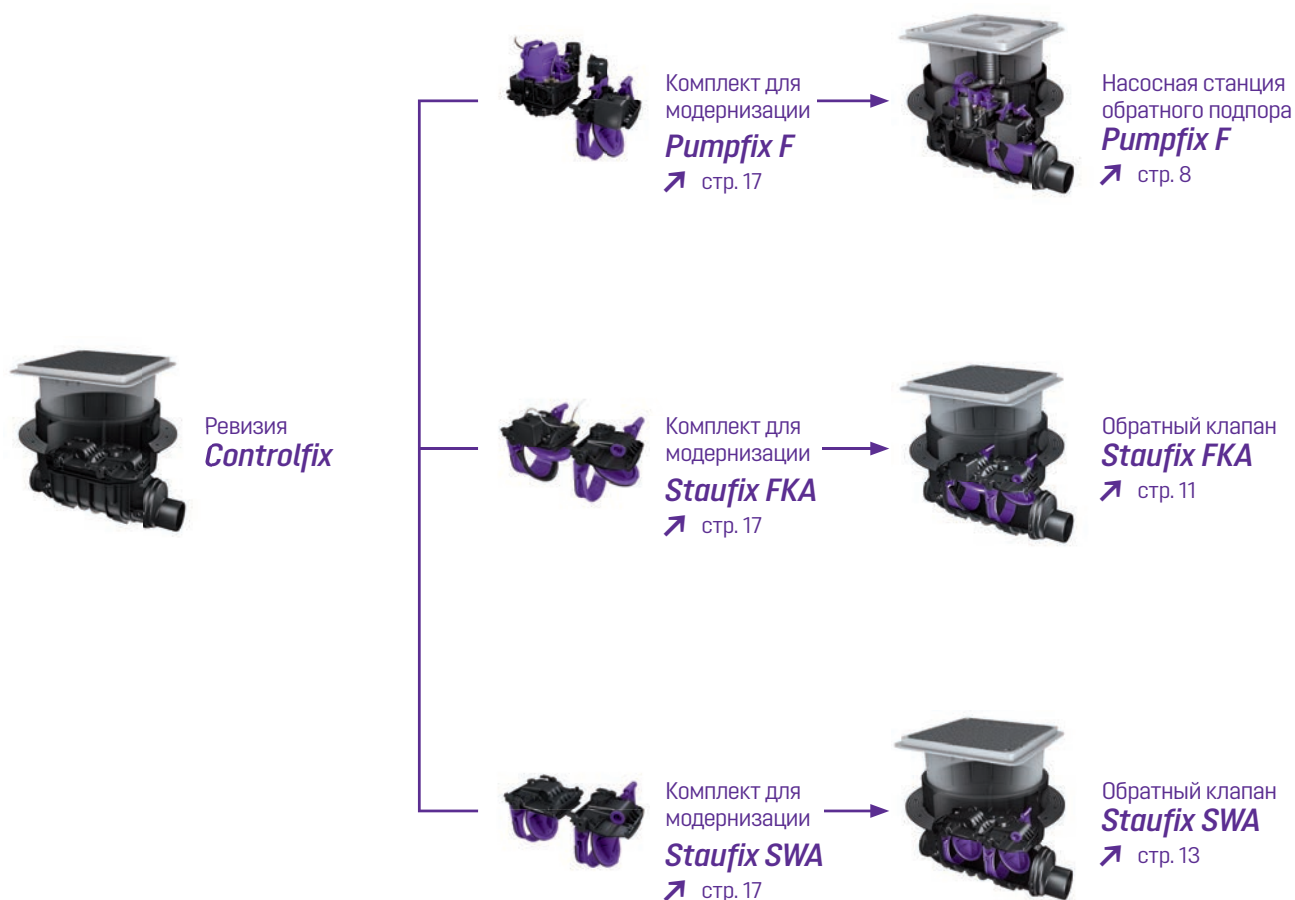 Комплект для
модернизации
Pumpfix F
стр. 17
Насосная станция
обратного подпора
Pumpfix F
стр. 8
Ревизия
Controlfix
Комплект для
модернизации
Staufix FKA
стр. 17
Обратный клапан
Staufix FKA
стр. 11
Комплект для
модернизации
Staufix SWA
стр. 17
Обратный клапан
Staufix SWA
стр. 13